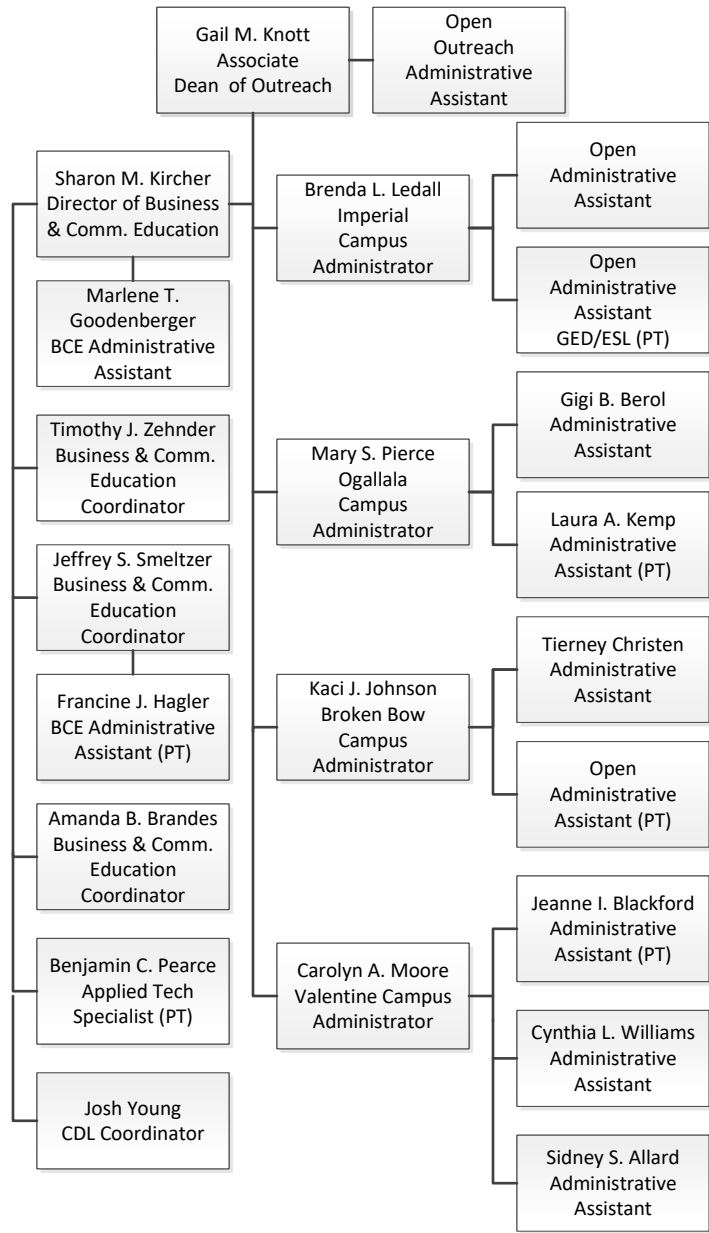 Gail M. Knott
Associate
Dean of Outreach
Open
Outreach
Administrative
Assistant
Sharon M. Kircher
Director of Business
& Comm. Education
Marlene T.
Goodenberger
BCE Administrative
Assistant
Timothy J. Zehnder
Business & Comm.
Education
Coordinator
Jeffrey S. Smeltzer
Business & Comm.
Education
Coordinator
Francine J. Hagler
BCE Administrative
Assistant (PT)
Amanda B. Brandes
Business & Comm.
Education
Coordinator
Benjamin C. Pearce
Applied Tech
Specialist (PT)
Josh Young
CDL Coordinator
Brenda L. Ledall
Imperial
Campus
Administrator
Open
Administrative
Assistant
Open
Administrative
Assistant
GED/ESL (PT)
Mary S. Pierce
Ogallala
Campus
Administrator
Gigi B. Berol
Administrative
Assistant
Laura A. Kemp
Administrative
Assistant (PT)
Kaci J. Johnson
Broken Bow
Campus
Administrator
Tierney Christen
Administrative
Assistant
Open
Administrative
Assistant (PT)
Carolyn A. Moore
Valentine Campus
Administrator
Jeanne I. Blackford
Administrative
Assistant (PT)
Cynthia L. Williams
Administrative
Assistant
Sidney S. Allard
Administrative
Assistant